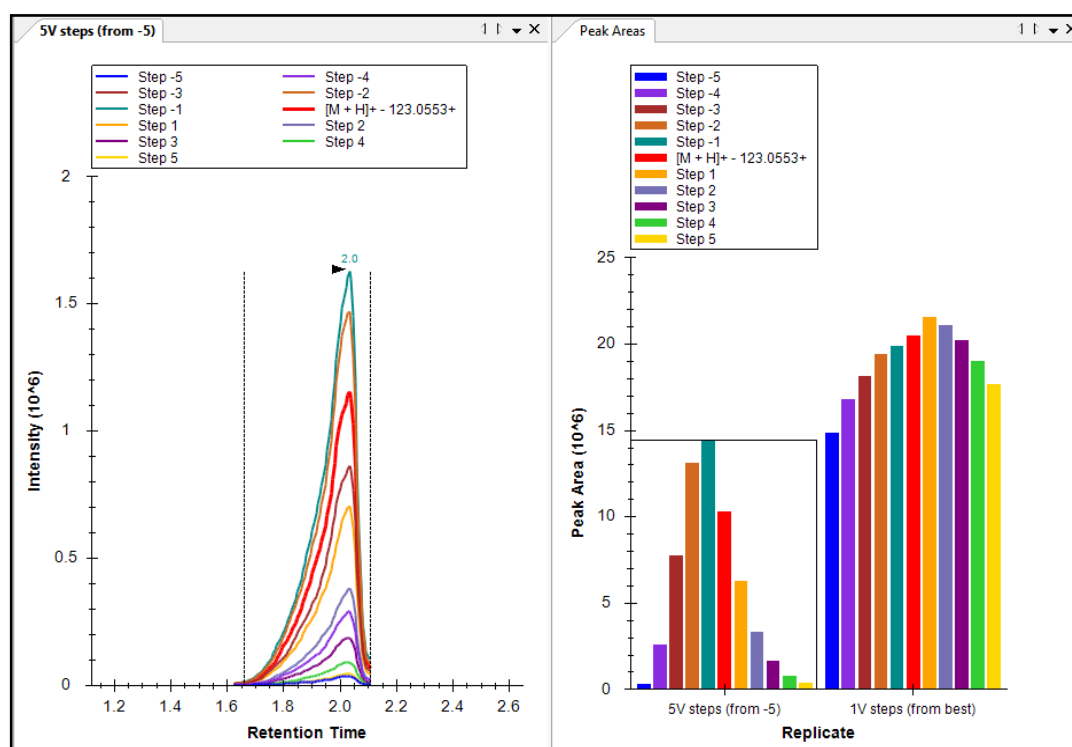 5V steps (from -5)
Step -5
Step -4
Step -3
Step -2
Step -1
[M + H]+ - 123.0553+
Step 1
Step 2
Step 3
Step 4
Step 5
2
1.5
1
0.5
0
Intensity (10^6)
2.0
1.2
1.4
1.6
1.8
2.0
2.2
2.4
2.6
Retention Time
Peak Areas
Step -5
Step -4
Step -3
Step -2
Step -1
[M + H]+ - 123.0553+
Step 1
Step 2
Step 3
Step 4
Step 5
25
20
15
10
5
0
Peak Area (10^6)
5V steps (from -5)
1V steps (from best)
Replicate